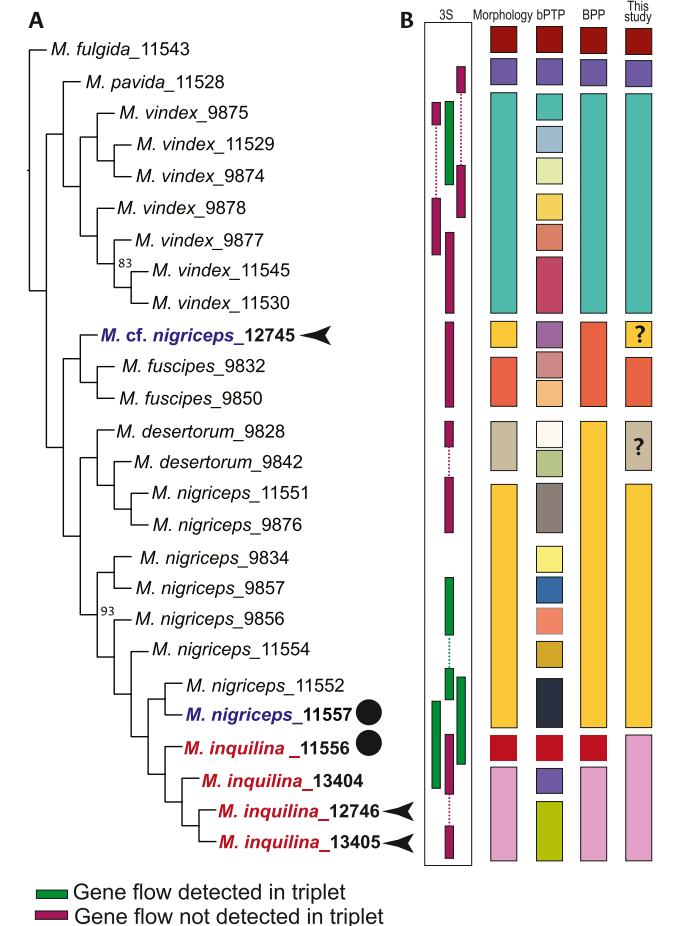 A
B
3S
Morphology
bPTP
BPP
This
study
M. fulgida_11543
M. pavida_11528
M. vindex_9875
M. vindex_11529
M. vindex_9874
M. vindex_9878
M. vindex_9877
83
M. vindex_11545
M. vindex_11530
M. cf. nigriceps_12745
?
M. fuscipes_9832
M. fuscipes_9850
M. desertorum_9828
?
M. desertorum_9842
M. nigriceps_11551
M. nigriceps_9876
M. nigriceps_9834
M. nigriceps_9857
93
M. nigriceps_9856
M. nigriceps_11554
M. nigriceps_11552
M. nigriceps_11557
M. inquilina _11556
M. inquilina_13404
M. inquilina_12746
M. inquilina_13405
Gene flow detected in triplet
Gene flow not detected in triplet